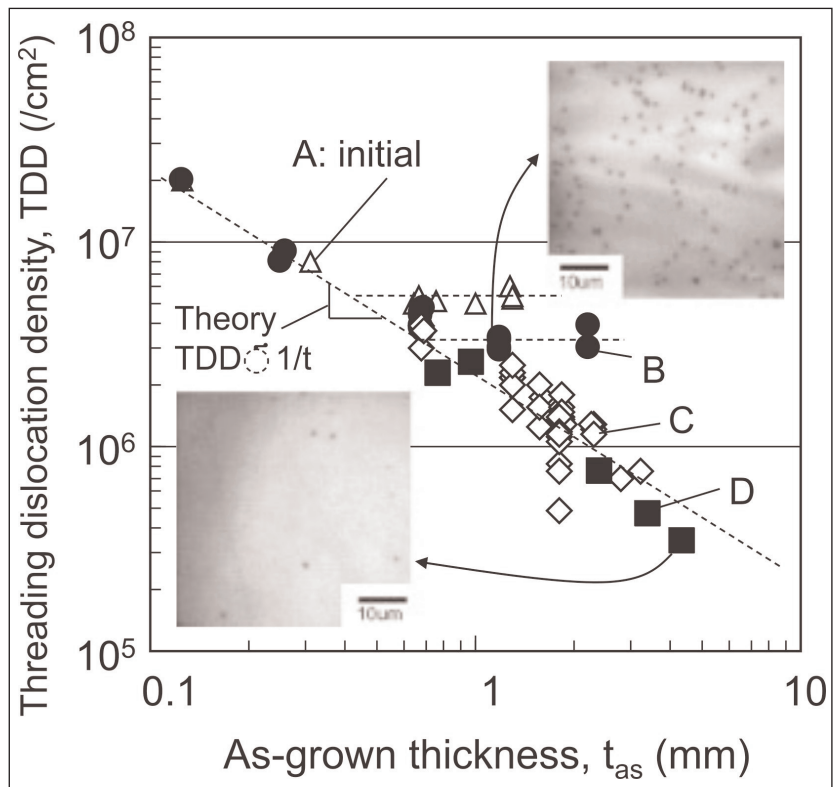 Threading dislocation density, TDD (/cm²)
10⁸
10⁷
10⁶
10⁵
A: initial
10um
Theory
TDD 1/t
B
C
D
10um
0.1
1
10
As-grown thickness, tas (mm)